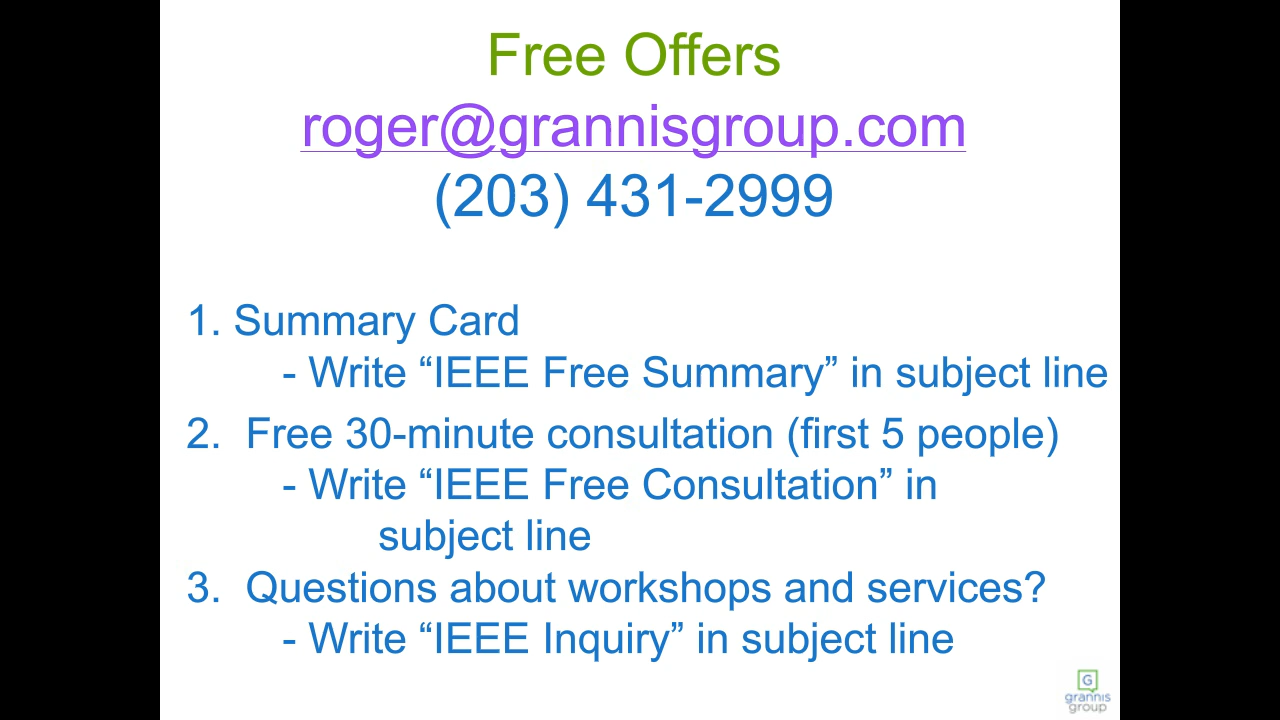 Free Offers
roger@grannisgroup.com
(203) 431-2999
1. Summary Card
- Write “IEEE Free Summary” in subject line
2. Free 30-minute consultation (first 5 people)
- Write “IEEE Free Consultation” in
subject line
3. Questions about workshops and services?
- Write “IEEE Inquiry” in subject line
G
grannis
group